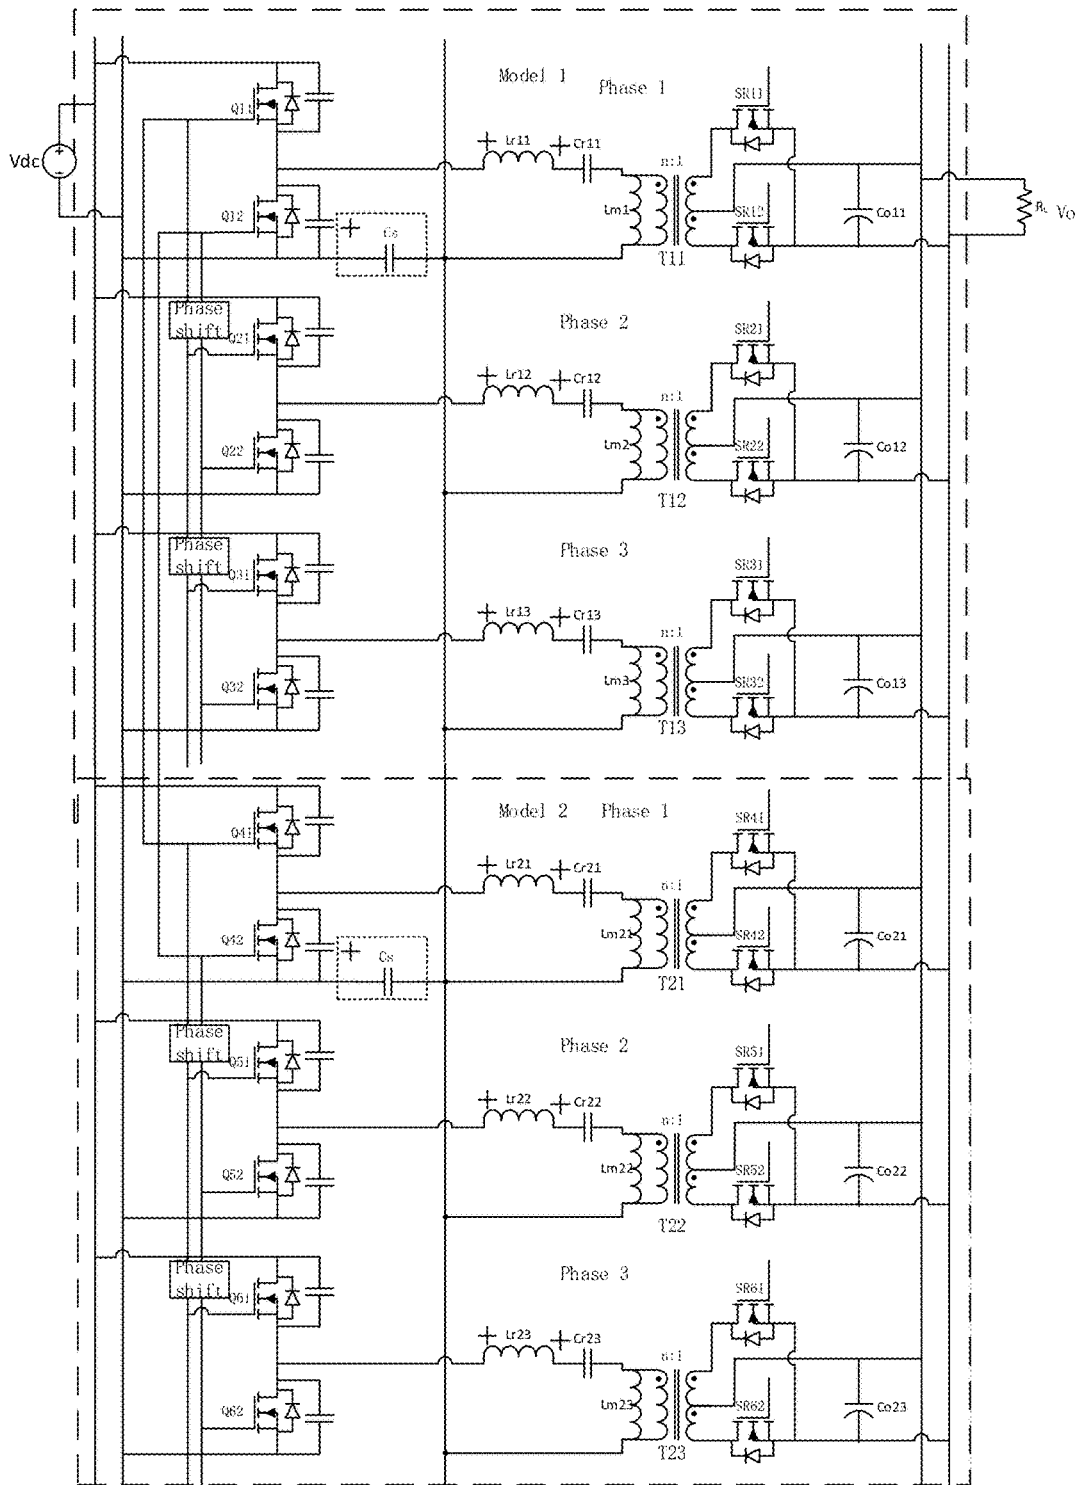 Model 1 Phase 1
Vdc
Q11
Lr11
Cr11
n:1
Lm1
T11
SR11
SR12
Co11
RL Vo
Q12
Cs
Phase shift
Phase 2
Q21
Lr12
Cr12
n:1
Lm2
T12
SR21
SR22
Co12
Q22
Phase shift
Phase 3
Q31
Lr13
Cr13
n:1
Lm3
T13
SR31
SR32
Co13
Q32
Model 2 Phase 1
Q41
Lr21
Cr21
n:1
Lm21
T21
SR41
SR42
Co21
Q42
Cs
Phase shift
Phase 2
Q51
Lr22
Cr22
n:1
Lm22
T22
SR51
SR52
Co22
Q52
Phase shift
Phase 3
Q61
Lr23
Cr23
n:1
Lm23
T23
SR61
SR62
Co23
Q62